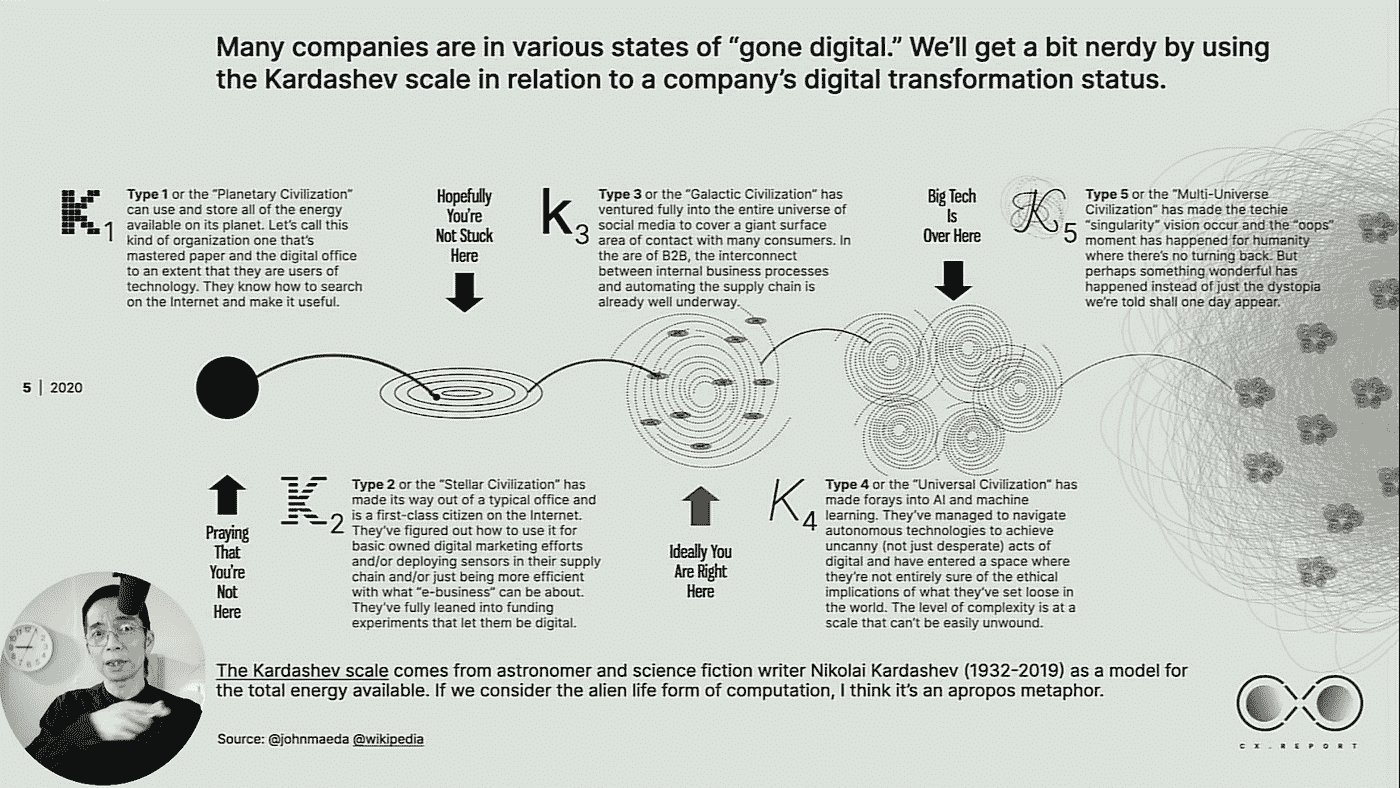 Many companies are in various states of “gone digital.” We’ll get a bit nerdy by using
the Kardashev scale in relation to a company’s digital transformation status.
K1
Type 1 or the “Planetary Civilization”
can use and store all of the energy
available on its planet. Let’s call this
kind of organization one that’s
mastered paper and the digital office
to an extent that they are users of
technology. They know how to search
on the Internet and make it useful.
Hopefully
You’re
Not Stuck
Here
k3
Type 3 or the “Galactic Civilization” has
ventured fully into the entire universe of
social media to cover a giant surface
area of contact with many consumers. In
the are of B2B, the interconnect
between internal business processes
and automating the supply chain is
already well underway.
Big Tech
Is
Over Here
K5
Type 5 or the “Multi-Universe
Civilization” has made the techie
“singularity” vision occur and the “oops”
moment has happened for humanity
where there’s no turning back. But
perhaps something wonderful has
happened instead of just the dystopia
we’re told shall one day appear.
5 | 2020
Praying
That
You’re
Not
Here
K2
Type 2 or the “Stellar Civilization” has
made its way out of a typical office and
is a first-class citizen on the Internet.
They’ve figured out how to use it for
basic owned digital marketing efforts
and/or deploying sensors in their supply
chain and/or just being more efficient
with what “e-business” can be about.
They’ve fully leaned into funding
experiments that let them be digital.
Ideally You
Are Right
Here
K4
Type 4 or the “Universal Civilization” has
made forays into AI and machine
learning. They’ve managed to navigate
autonomous technologies to achieve
uncanny (not just desperate) acts of
digital and have entered a space where
they’re not entirely sure of the ethical
implications of what they’ve set loose in
the world. The level of complexity is at a
scale that can’t be easily unwound.
The Kardashev scale comes from astronomer and science fiction writer Nikolai Kardashev (1932-2019) as a model for
the total energy available. If we consider the alien life form of computation, I think it’s an apropos metaphor.
Source: @johnmaeda @wikipedia
CX.REPORT